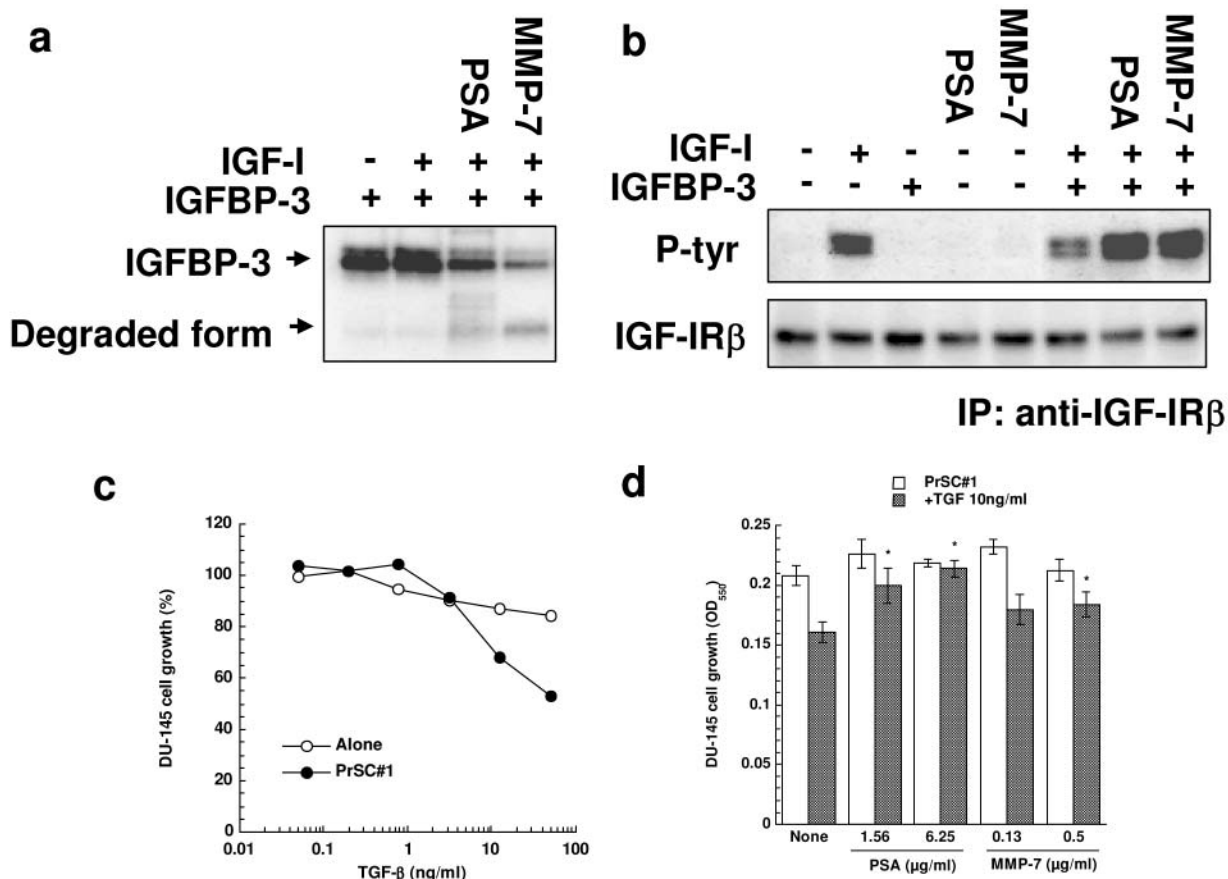 a
PSA
MMP-7
IGF-I - + + +
IGFBP-3 + + + +
IGFBP-3
Degraded form
b
PSA
MMP-7
PSA
MMP-7
IGF-I - + - - - + + +
IGFBP-3 - - + - - + + +
P-tyr
IGF-IRβ
IP: anti-IGF-IRβ
c
DU-145 cell growth (%)
120
100
80
60
40
20
0
0.01 0.1 1 10 100
TGF-β (ng/ml)
Alone
PrSC#1
d
PrSC#1
+TGF 10ng/ml
DU-145 cell growth (OD550)
0.25
0.2
0.15
0.1
0.05
0
* * *
None 1.56 6.25 0.13 0.5
PSA (µg/ml) MMP-7 (µg/ml)